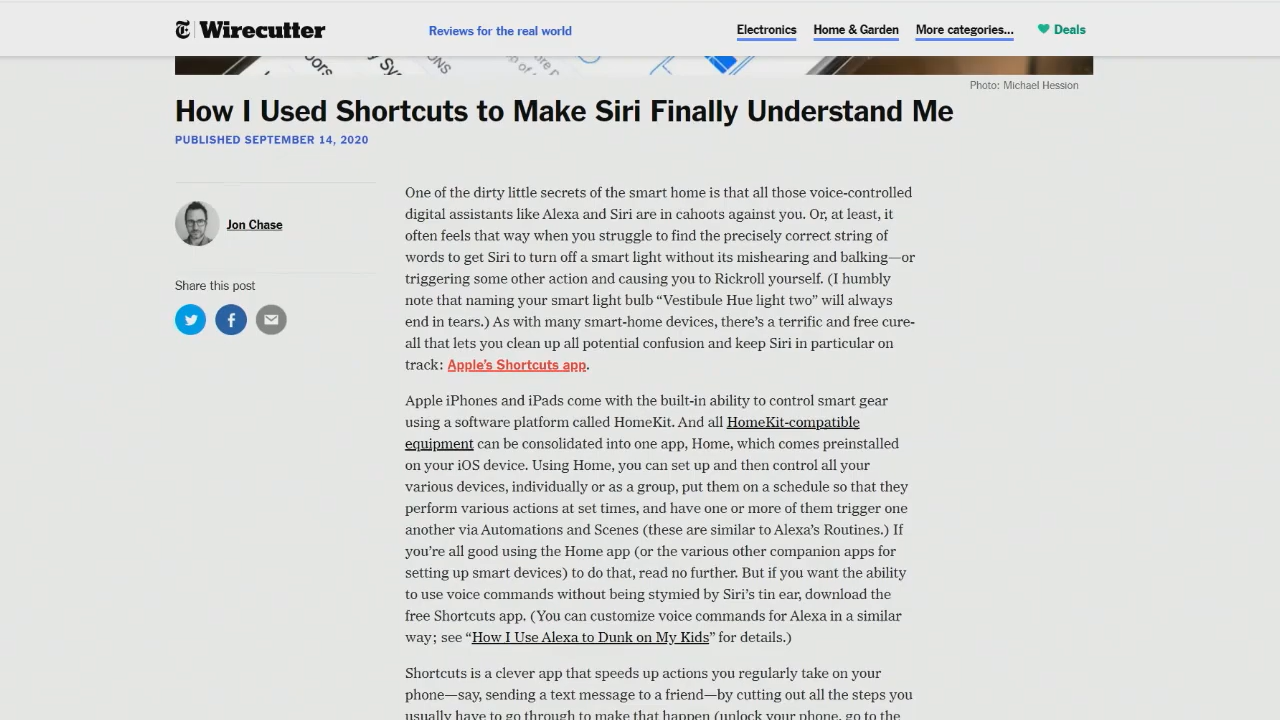 Wirecutter
Reviews for the real world
Electronics
Home & Garden
More categories...
Deals
Photo: Michael Hession
How I Used Shortcuts to Make Siri Finally Understand Me
PUBLISHED SEPTEMBER 14, 2020
Jon Chase
Share this post
One of the dirty little secrets of the smart home is that all those voice-controlled
digital assistants like Alexa and Siri are in cahoots against you. Or, at least, it
often feels that way when you struggle to find the precisely correct string of
words to get Siri to turn off a smart light without its mishearing and balking—or
triggering some other action and causing you to Rickroll yourself. (I humbly
note that naming your smart light bulb “Vestibule Hue light two” will always
end in tears.) As with many smart-home devices, there’s a terrific and free cure-
all that lets you clean up all potential confusion and keep Siri in particular on
track: Apple’s Shortcuts app.
Apple iPhones and iPads come with the built-in ability to control smart gear
using a software platform called HomeKit. And all HomeKit-compatible
equipment can be consolidated into one app, Home, which comes preinstalled
on your iOS device. Using Home, you can set up and then control all your
various devices, individually or as a group, put them on a schedule so that they
perform various actions at set times, and have one or more of them trigger one
another via Automations and Scenes (these are similar to Alexa’s Routines.) If
you’re all good using the Home app (or the various other companion apps for
setting up smart devices) to do that, read no further. But if you want the ability
to use voice commands without being stymied by Siri’s tin ear, download the
free Shortcuts app. (You can customize voice commands for Alexa in a similar
way; see “How I Use Alexa to Dunk on My Kids” for details.)
Shortcuts is a clever app that speeds up actions you regularly take on your
phone—say, sending a text message to a friend—by cutting out all the steps you
usually have to go through to make that happen (unlock your phone, go to the